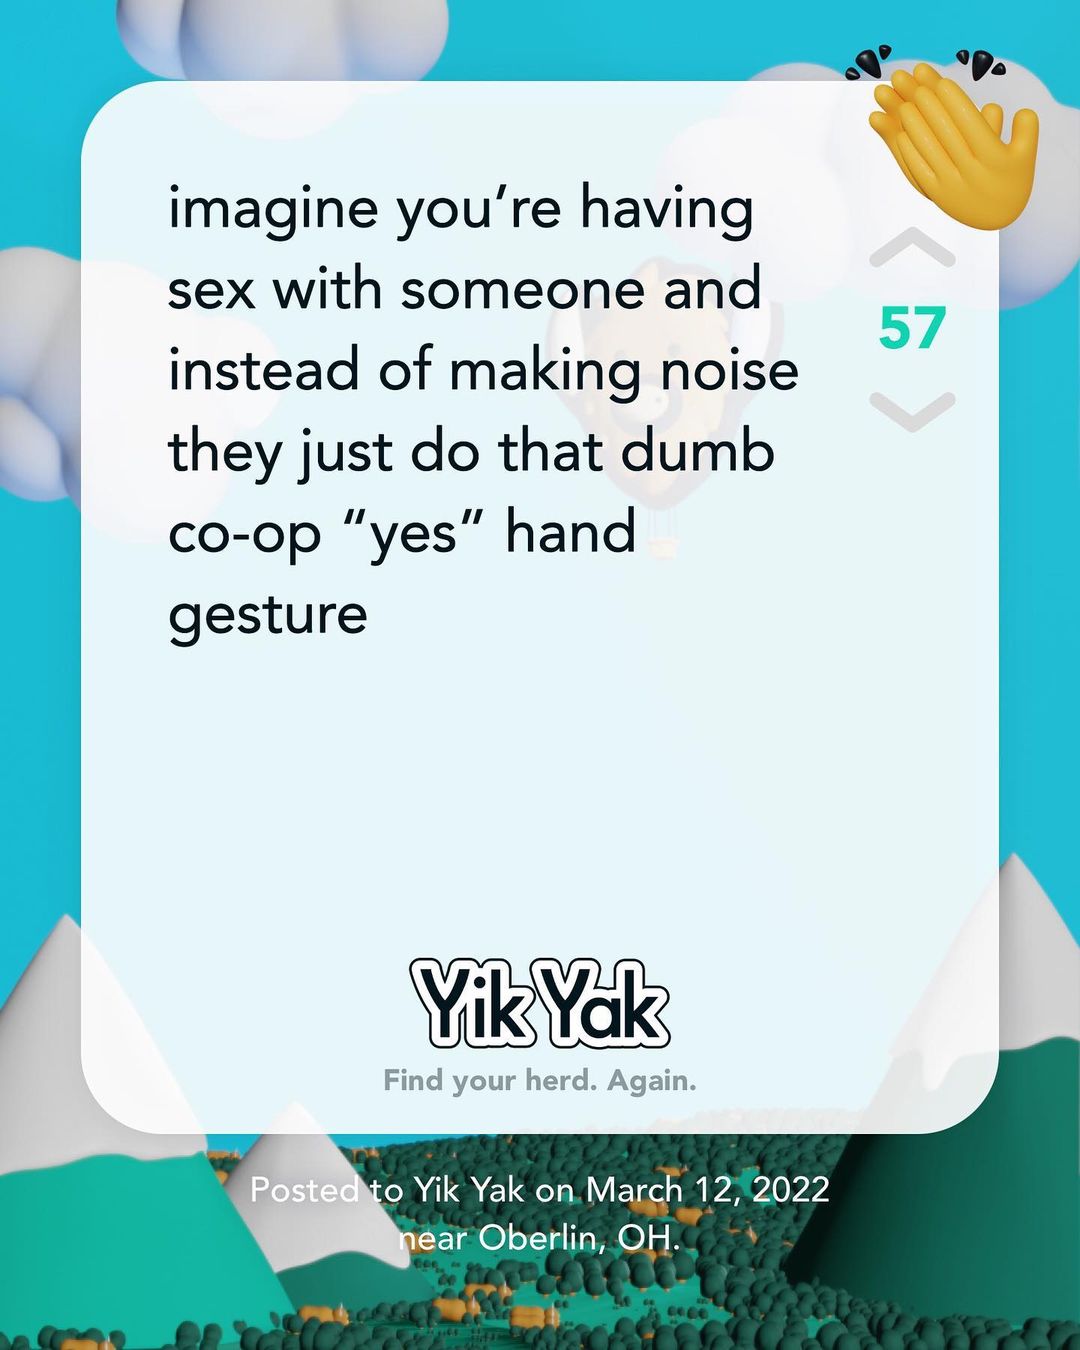 imagine you’re having
sex with someone and
instead of making noise
they just do that dumb
co-op “yes” hand
gesture
57
Yik Yak
Find your herd. Again.
Posted to Yik Yak on March 12, 2022
near Oberlin, OH.